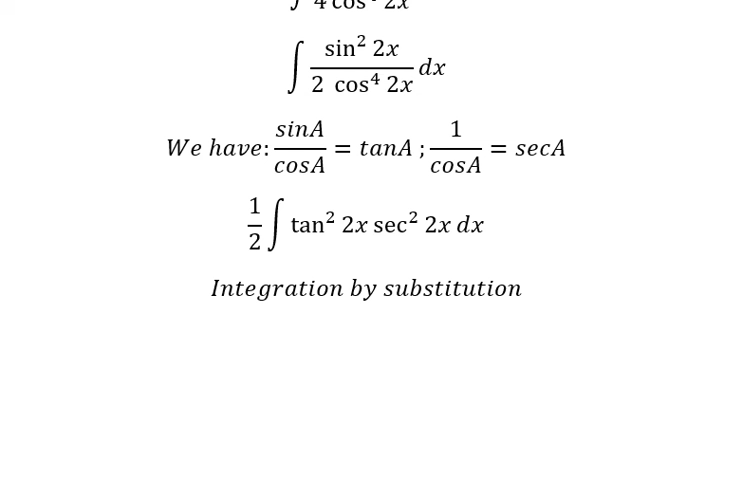 ∫ sin² 2x / 2 cos⁴ 2x dx
We have: sinA / cosA = tanA ; 1 / cosA = secA
1/2 ∫ tan² 2x sec² 2x dx
Integration by substitution